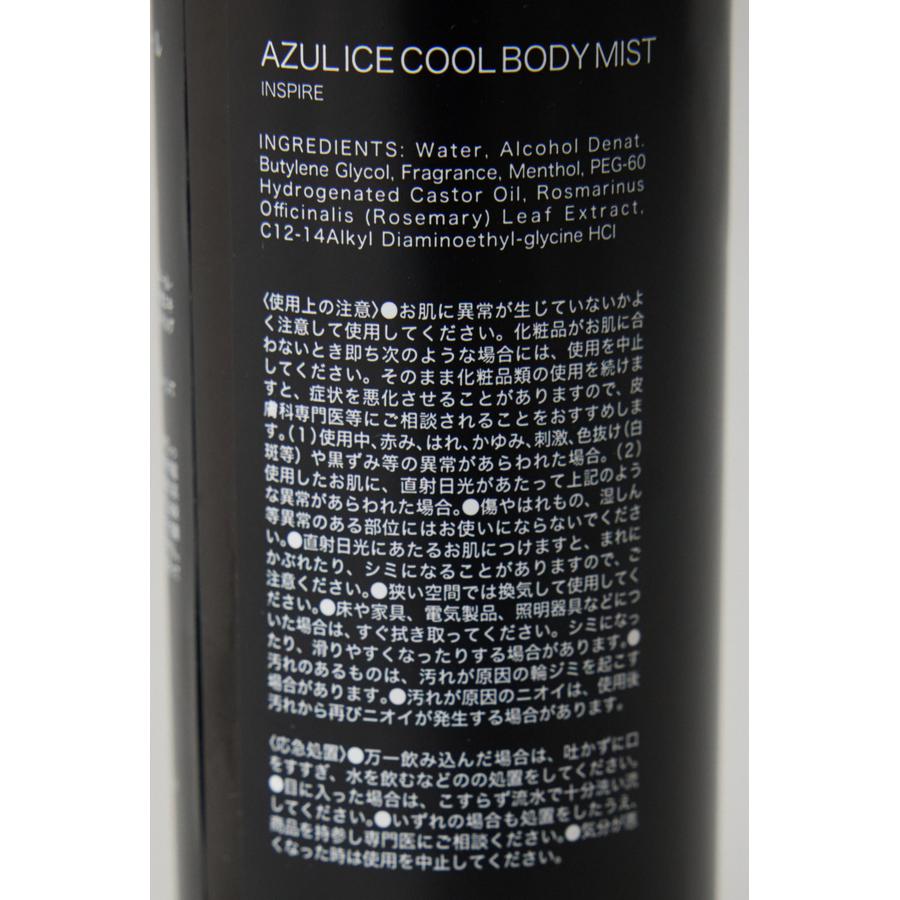 AZUL ICE COOL BODY MIST
INSPIRE
INGREDIENTS: Water, Alcohol Denat.
Butylene Glycol, Fragrance, Menthol, PEG-60
Hydrogenated Castor Oil, Rosmarinus
Officinalis (Rosemary) Leaf Extract,
C12-14Alkyl Diaminoethyl-glycine HCl
〈使用上の注意〉●お肌に異常が生じていないかよ
く注意して使用してください。化粧品がお肌に合
わないとき即ち次のような場合には、使用を中止
してください。そのまま化粧品類の使用を続けま
すと、症状を悪化させることがありますので、皮
膚科専門医等にご相談されることをおすすめしま
す。(1)使用中、赤み、はれ、かゆみ、刺激、色抜け(白
斑等)や黒ずみ等の異常があらわれた場合。(2)
使用したお肌に、直射日光があたって上記のよう
な異常があらわれた場合。●傷やはれもの、湿しん
等異常のある部位にはお使いにならないでくださ
い。●直射日光にあたるお肌につけますと、まれに
かぶれたり、シミになることがありますので、ご
注意ください。●狭い空間では換気して使用してく
ださい。●床や家具、電気製品、照明器具などにつ
いた場合は、すぐ拭き取ってください。シミになっ
たり、滑りやすくなったりする場合があります。●
汚れのあるものは、汚れが原因の輪ジミを起こす
場合があります。●汚れが原因のニオイは、使用後
汚れから再びニオイが発生する場合があります。
〈応急処置〉●万一飲み込んだ場合は、吐かずに口
をすすぎ、水を飲むなどのの処置をしてください。
●目に入った場合は、こすらず流水で十分洗い流
してください。●いずれの場合も処置をしたうえ、
商品を持参し専門医にご相談ください。●気分が悪
くなった時は使用を中止してください。